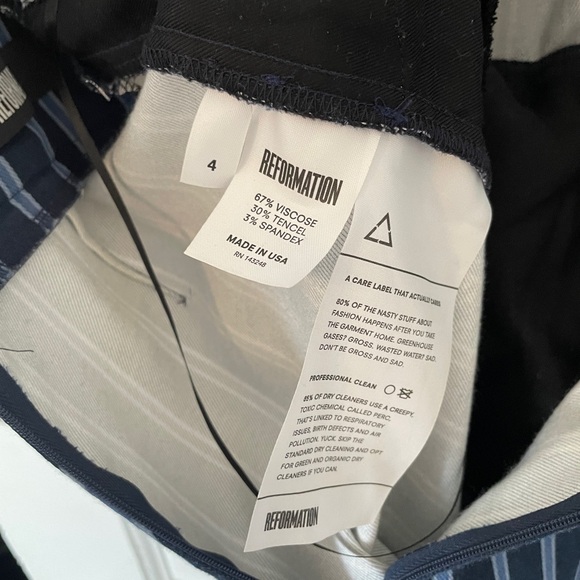 REFORMATION
4
REFORMATION
67% VISCOSE
30% TENCEL
3% SPANDEX
MADE IN USA
RN 143248
A CARE LABEL THAT ACTUALLY CARES.
80% OF THE NASTY STUFF ABOUT
FASHION HAPPENS AFTER YOU TAKE
THE GARMENT HOME. GREENHOUSE
GASES? GROSS. WASTED WATER? SAD.
DON'T BE GROSS AND SAD.
PROFESSIONAL CLEAN
85% OF DRY CLEANERS USE A CREEPY,
TOXIC CHEMICAL CALLED PERC,
THAT'S LINKED TO RESPIRATORY
ISSUES, BIRTH DEFECTS AND AIR
POLLUTION. YUCK. SKIP THE
STANDARD DRY CLEANING AND OPT
FOR GREEN AND ORGANIC DRY
CLEANERS IF YOU CAN.
REFORMATION